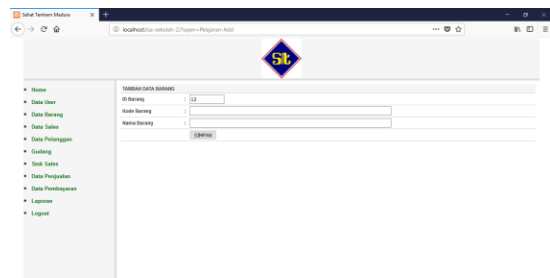 Sehat Tentrem Madura
localhost/sia-sekolah-2/?open=Pelajaran-Add
St
Home
Data User
Data Barang
Data Sales
Data Pelanggan
Gudang
Stok Sales
Data Penjualan
Data Pembayaran
Laporan
Logout
TAMBAH DATA BARANG
ID Barang : 12
Kode Barang :
Nama Barang :
SIMPAN